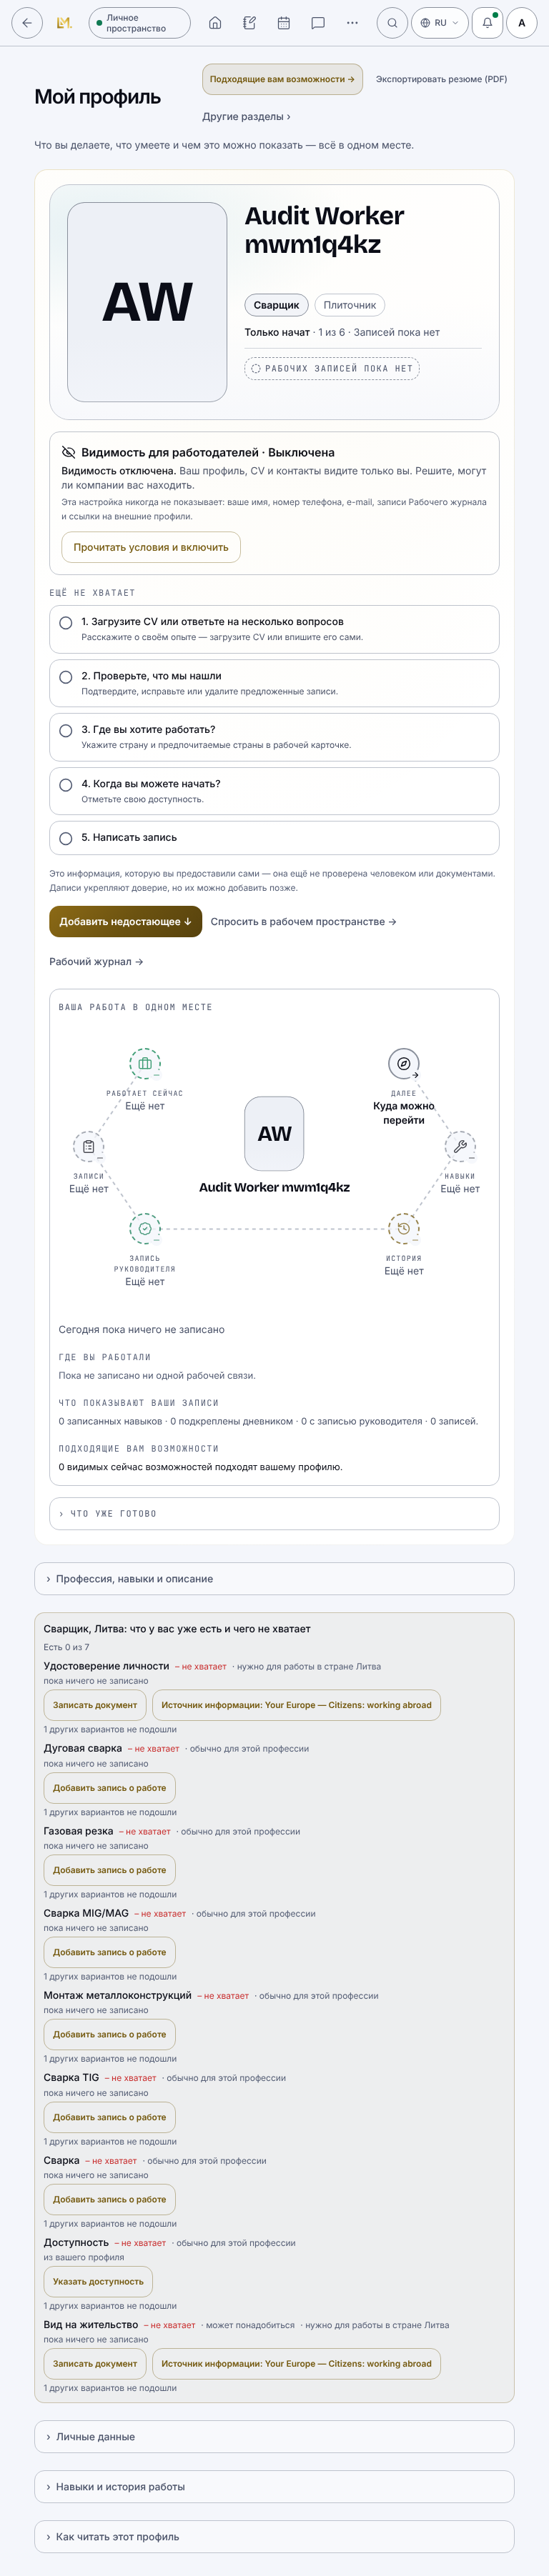 Личное
пространство
RU
A
Мой профиль
Подходящие вам возможности →
Экспортировать резюме (PDF)
Другие разделы ›
Что вы делаете, что умеете и чем это можно показать — всё в одном месте.
AW
Audit Worker
mwm1q4kz
Сварщик
Плиточник
Только начат · 1 из 6 · Записей пока нет
РАБОЧИХ ЗАПИСЕЙ ПОКА НЕТ
Видимость для работодателей · Выключена
Видимость отключена. Ваш профиль, CV и контакты видите только вы. Решите, могут
ли компании вас находить.
Эта настройка никогда не показывает: ваше имя, номер телефона, e-mail, записи Рабочего журнала
и ссылки на внешние профили.
Прочитать условия и включить
ЕЩЁ НЕ ХВАТАЕТ
1. Загрузите CV или ответьте на несколько вопросов
Расскажите о своём опыте — загрузите CV или впишите его сами.
2. Проверьте, что мы нашли
Подтвердите, исправьте или удалите предложенные записи.
3. Где вы хотите работать?
Укажите страну и предпочитаемые страны в рабочей карточке.
4. Когда вы можете начать?
Отметьте свою доступность.
5. Написать запись
Это информация, которую вы предоставили сами — она ещё не проверена человеком или документами.
Дaписи укрепляют доверие, но их можно добавить позже.
Добавить недостающее ↓
Спросить в рабочем пространстве →
Рабочий журнал →
ВАША РАБОТА В ОДНОМ МЕСТЕ
РАБОТАЕТ СЕЙЧАС
Ещё нет
ДАЛЕЕ
Куда можно
перейти
AW
Audit Worker mwm1q4kz
ЗАПИСИ
Ещё нет
НАВЫКИ
Ещё нет
ЗАПИСЬ
РУКОВОДИТЕЛЯ
Ещё нет
ИСТОРИЯ
Ещё нет
Сегодня пока ничего не записано
ГДЕ ВЫ РАБОТАЛИ
Пока не записано ни одной рабочей связи.
ЧТО ПОКАЗЫВАЮТ ВАШИ ЗАПИСИ
0 записанных навыков · 0 подкреплены дневником · 0 с записью руководителя · 0 записей.
ПОДХОДЯЩИЕ ВАМ ВОЗМОЖНОСТИ
0 видимых сейчас возможностей подходят вашему профилю.
› ЧТО УЖЕ ГОТОВО
› Профессия, навыки и описание
Сварщик, Литва: что у вас уже есть и чего не хватает
Есть 0 из 7
Удостоверение личности – не хватает · нужно для работы в стране Литва
пока ничего не записано
Записать документ
Источник информации: Your Europe — Citizens: working abroad
1 других вариантов не подошли
Дуговая сварка – не хватает · обычно для этой профессии
пока ничего не записано
Добавить запись о работе
1 других вариантов не подошли
Газовая резка – не хватает · обычно для этой профессии
пока ничего не записано
Добавить запись о работе
1 других вариантов не подошли
Сварка MIG/MAG – не хватает · обычно для этой профессии
пока ничего не записано
Добавить запись о работе
1 других вариантов не подошли
Монтаж металлоконструкций – не хватает · обычно для этой профессии
пока ничего не записано
Добавить запись о работе
1 других вариантов не подошли
Сварка TIG – не хватает · обычно для этой профессии
пока ничего не записано
Добавить запись о работе
1 других вариантов не подошли
Сварка – не хватает · обычно для этой профессии
пока ничего не записано
Добавить запись о работе
1 других вариантов не подошли
Доступность – не хватает · обычно для этой профессии
из вашего профиля
Указать доступность
1 других вариантов не подошли
Вид на жительство – не хватает · может понадобиться · нужно для работы в стране Литва
пока ничего не записано
Записать документ
Источник информации: Your Europe — Citizens: working abroad
1 других вариантов не подошли
› Личные данные
› Навыки и история работы
› Как читать этот профиль